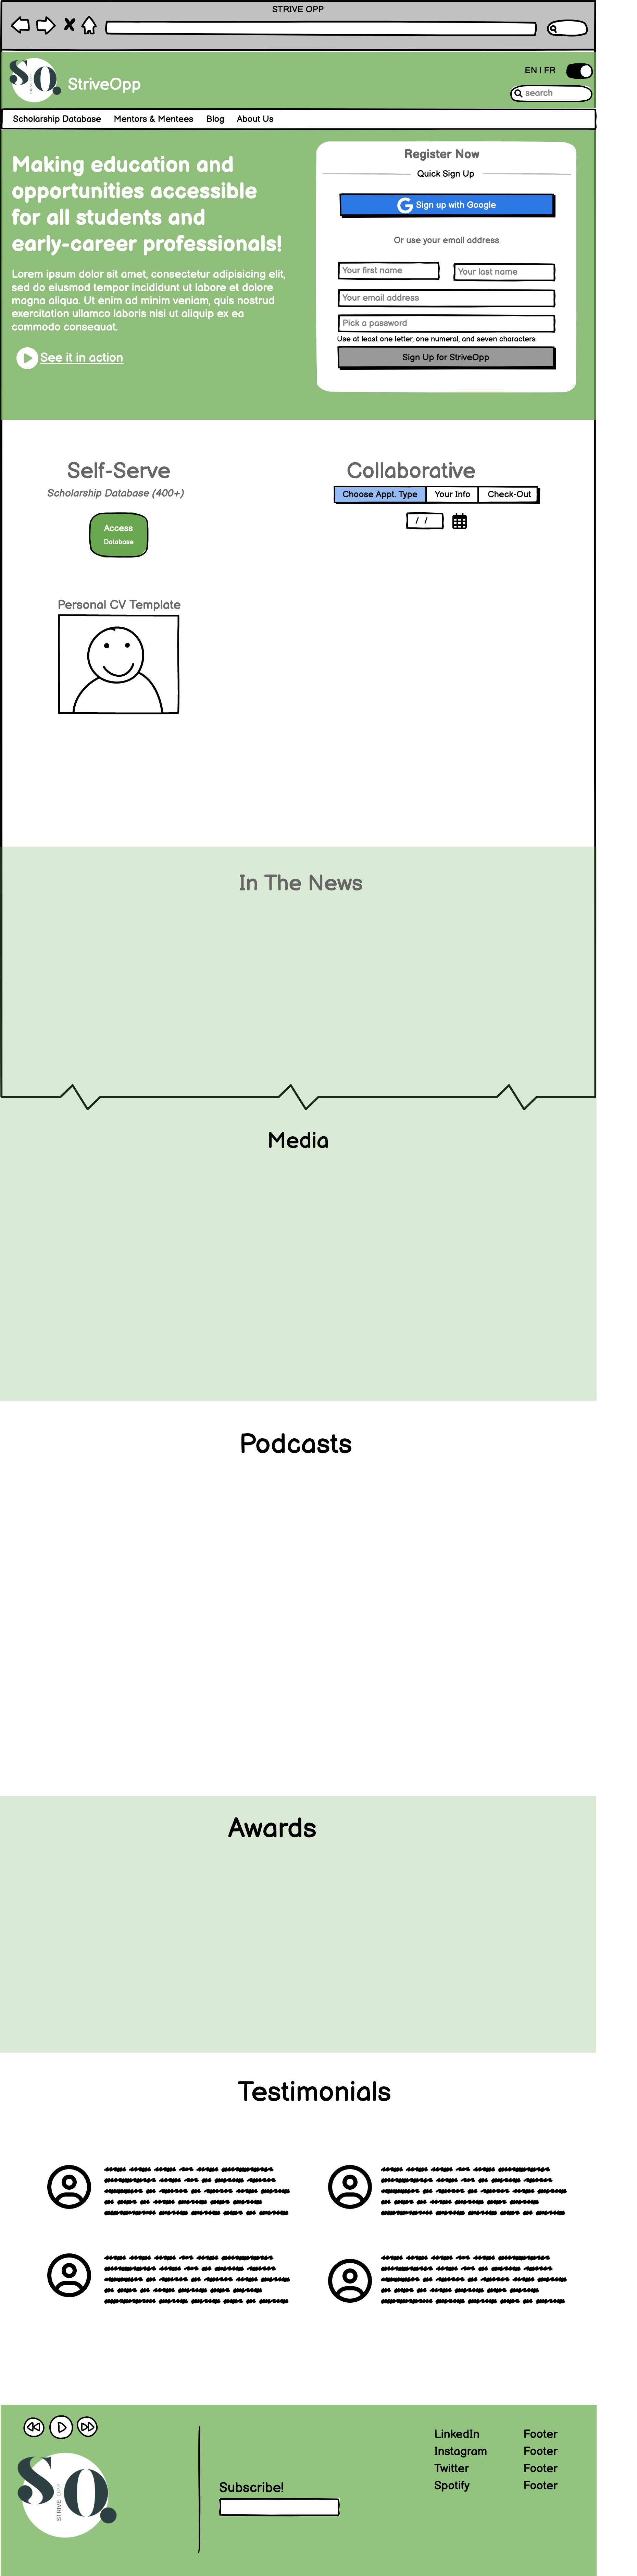 STRIVE OPP
SO.
STRIVE
StriveOpp
EN I FR
search
Scholarship Database Mentors & Mentees Blog About Us
Making education and
opportunities accessible
for all students and
early-career professionals!
Lorem ipsum dolor sit amet, consectetur adipisicing elit,
sed do eiusmod tempor incididunt ut labore et dolore
magna aliqua. Ut enim ad minim veniam, quis nostrud
exercitation ullamco laboris nisi ut aliquip ex ea
commodo consequat.
See it in action
Register Now
Quick Sign Up
G Sign up with Google
Or use your email address
Your first name
Your last name
Your email address
Pick a password
Use at least one letter, one numeral, and seven characters
Sign Up for StriveOpp
Self-Serve
Scholarship Database (400+)
Access
Database
Personal CV Template
Collaborative
Choose Appt. Type Your Info Check-Out
/ /
In The News
Media
Podcasts
Awards
Testimonials
SO.
STRIVE OPP
Subscribe!
LinkedIn Footer
Instagram Footer
Twitter Footer
Spotify Footer